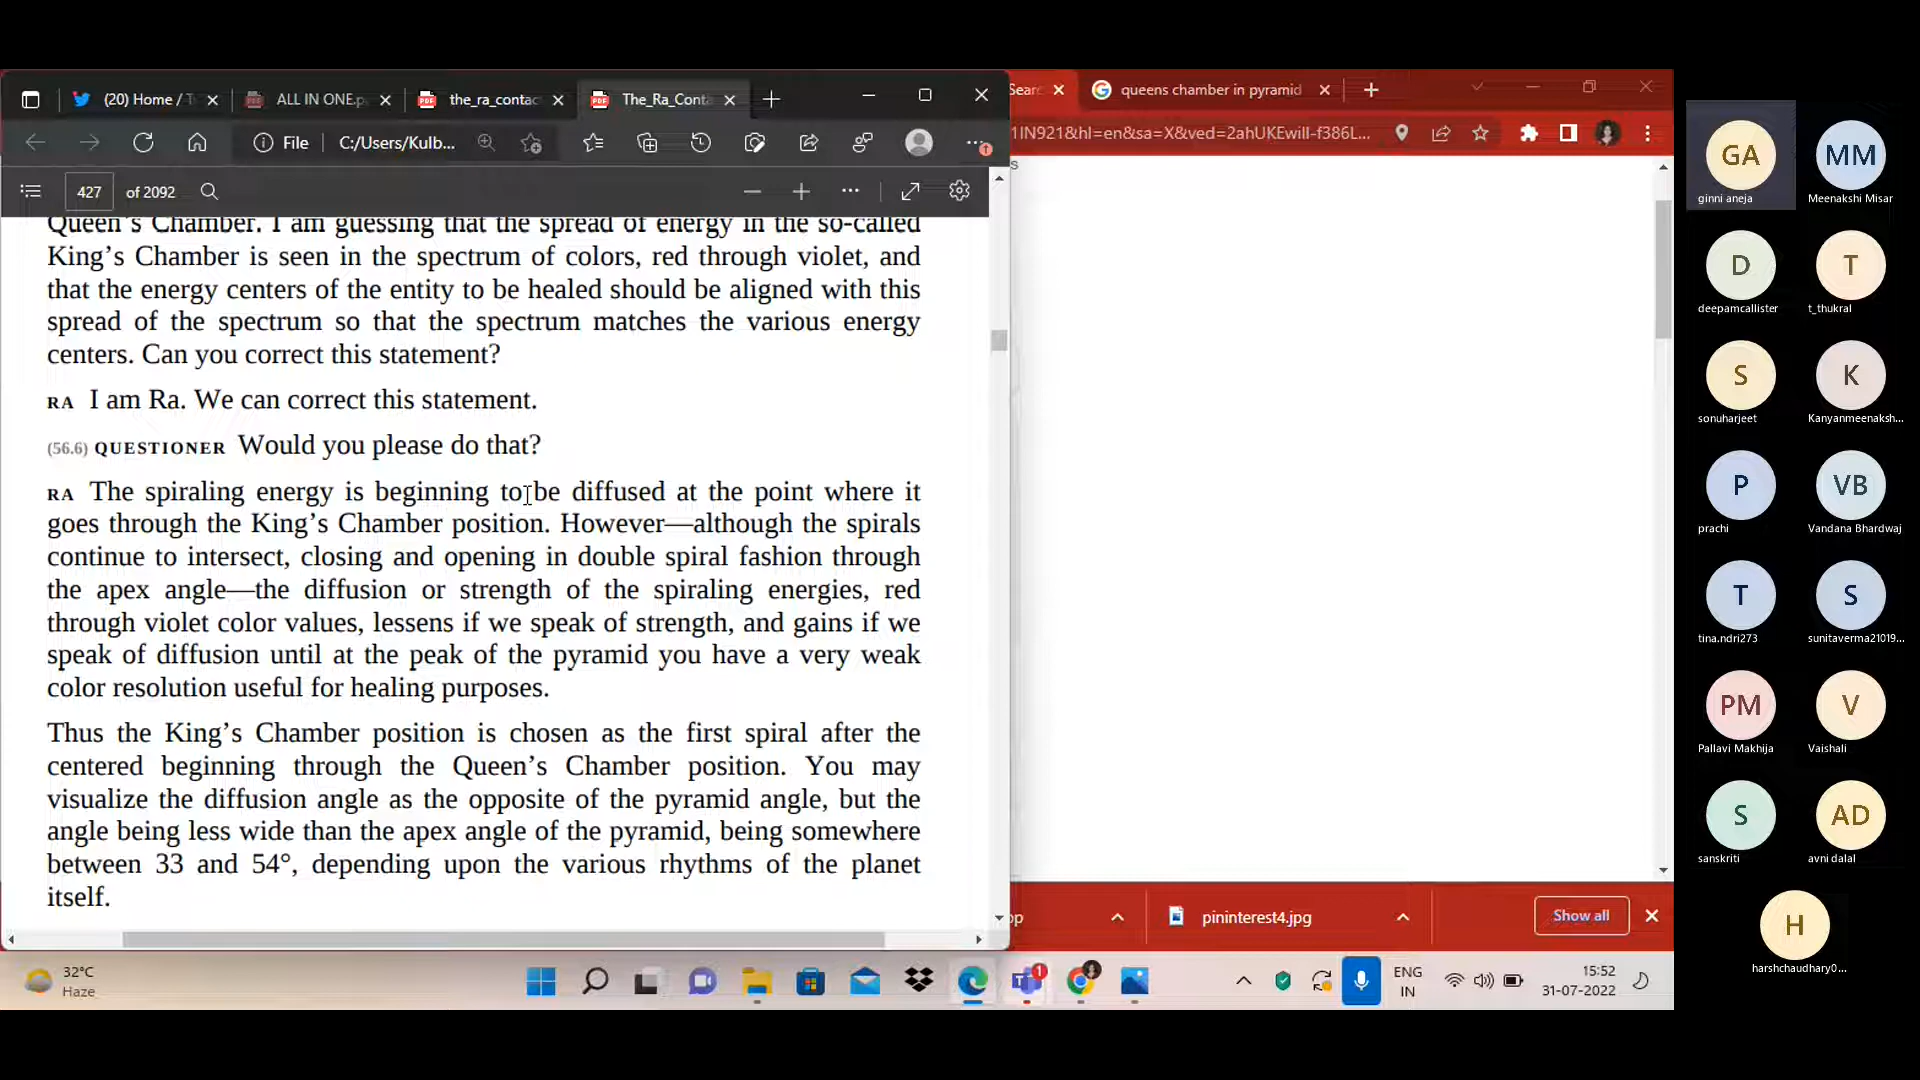 (20) Home / T
ALL IN ONE.p
the_ra_contac
The_Ra_Conta
Sear
queens chamber in pyramid
File
C:/Users/Kulb...
1IN921&hl=en&sa=X&ved=2ahUKEwiI-f386L...
427 of 2092
s
Queen's Chamber. I am guessing that the spread of energy in the so-called
King's Chamber is seen in the spectrum of colors, red through violet, and
that the energy centers of the entity to be healed should be aligned with this
spread of the spectrum so that the spectrum matches the various energy
centers. Can you correct this statement?
RA I am Ra. We can correct this statement.
(56.6) QUESTIONER Would you please do that?
RA The spiraling energy is beginning to be diffused at the point where it
goes through the King's Chamber position. However—although the spirals
continue to intersect, closing and opening in double spiral fashion through
the apex angle—the diffusion or strength of the spiraling energies, red
through violet color values, lessens if we speak of strength, and gains if we
speak of diffusion until at the peak of the pyramid you have a very weak
color resolution useful for healing purposes.
Thus the King's Chamber position is chosen as the first spiral after the
centered beginning through the Queen's Chamber position. You may
visualize the diffusion angle as the opposite of the pyramid angle, but the
angle being less wide than the apex angle of the pyramid, being somewhere
between 33 and 54°, depending upon the various rhythms of the planet
itself.
op
pininterest4.jpg
Show all
32°C
Haze
1
ENG
IN
15:52
31-07-2022
GA
ginni aneja
MM
Meenakshi Misar
D
deepamcallister
T
t_thukral
S
sonuharjeet
K
Kanyanmeenaksh...
P
prachi
VB
Vandana Bhardwaj
T
tina.ndri273
S
sunitaverma21019...
PM
Pallavi Makhija
V
Vaishali
S
sanskriti
AD
avni dalal
H
harshchaudhary0...